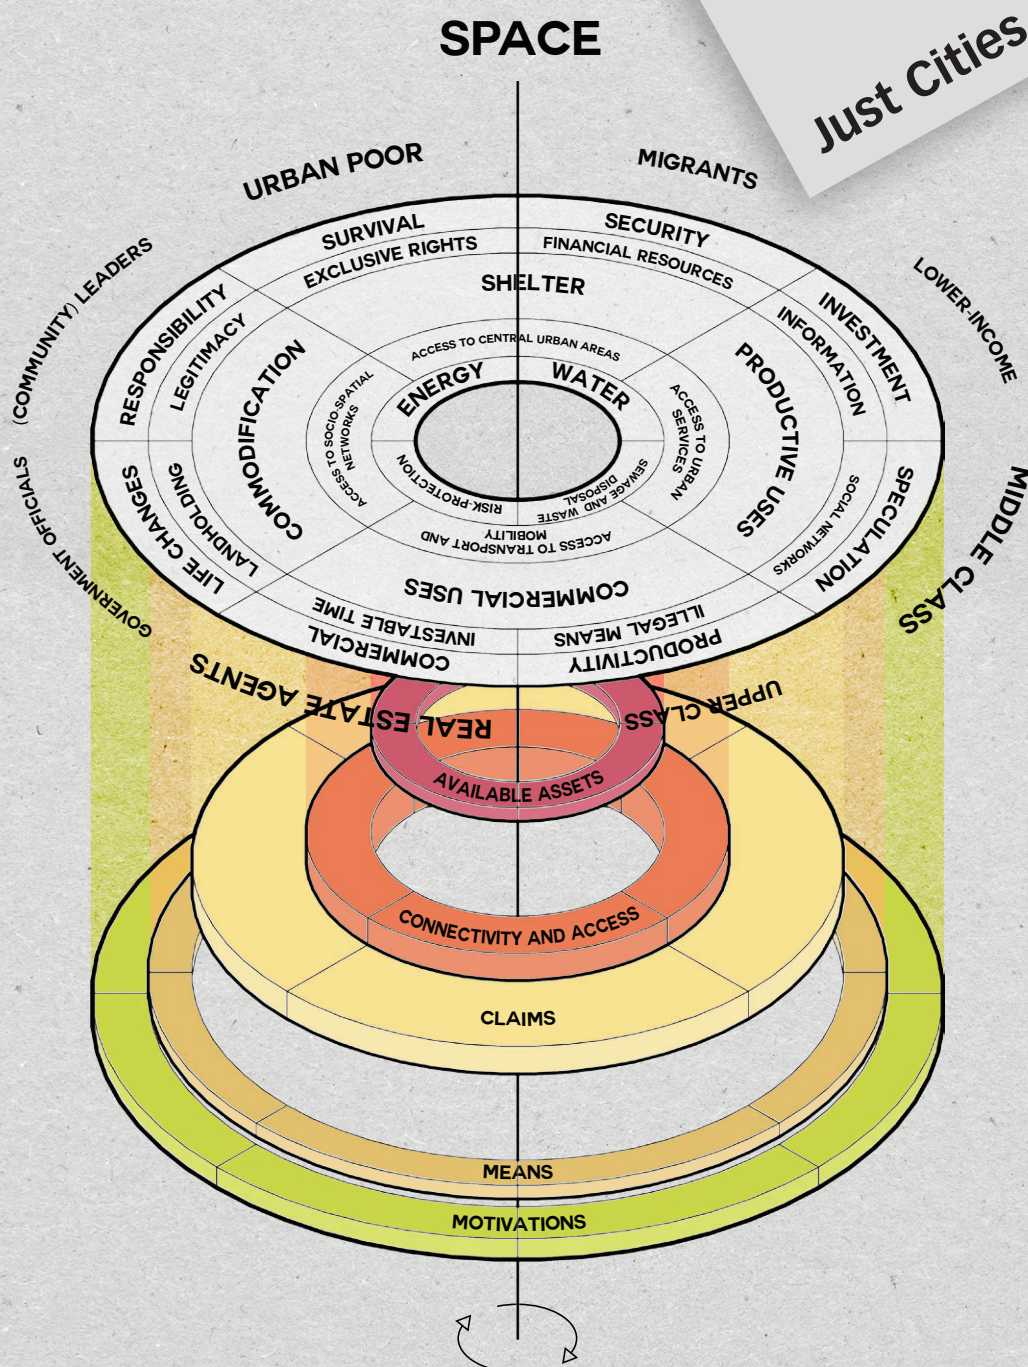 SPACE
Just Cities
URBAN POOR
MIGRANTS
(COMMUNITY) LEADERS
LOWER-INCOME
GOVERNMENT OFFICIALS
MIDDLE CLASS
REAL ESTATE AGENTS
UPPER CLASS
SURVIVAL
SECURITY
RESPONSIBILITY
INVESTMENT
LIFE CHANGES
SPECULATION
COMMERCIAL
PRODUCTIVITY
EXCLUSIVE RIGHTS
FINANCIAL RESOURCES
LEGITIMACY
INFORMATION
LANDHOLDING
SOCIAL NETWORKS
INVESTABLE TIME
ILLEGAL MEANS
SHELTER
COMMODIFICATION
PRODUCTIVE USES
COMMERCIAL USES
ACCESS TO CENTRAL URBAN AREAS
ACCESS TO SOCIO-SPATIAL
NETWORKS
ACCESS TO URBAN
SERVICES
ACCESS TO TRANSPORT AND
MOBILITY
ENERGY
WATER
RISK-PROTECTION
SEWAGE AND WASTE
DISPOSAL
AVAILABLE ASSETS
CONNECTIVITY AND ACCESS
CLAIMS
MEANS
MOTIVATIONS